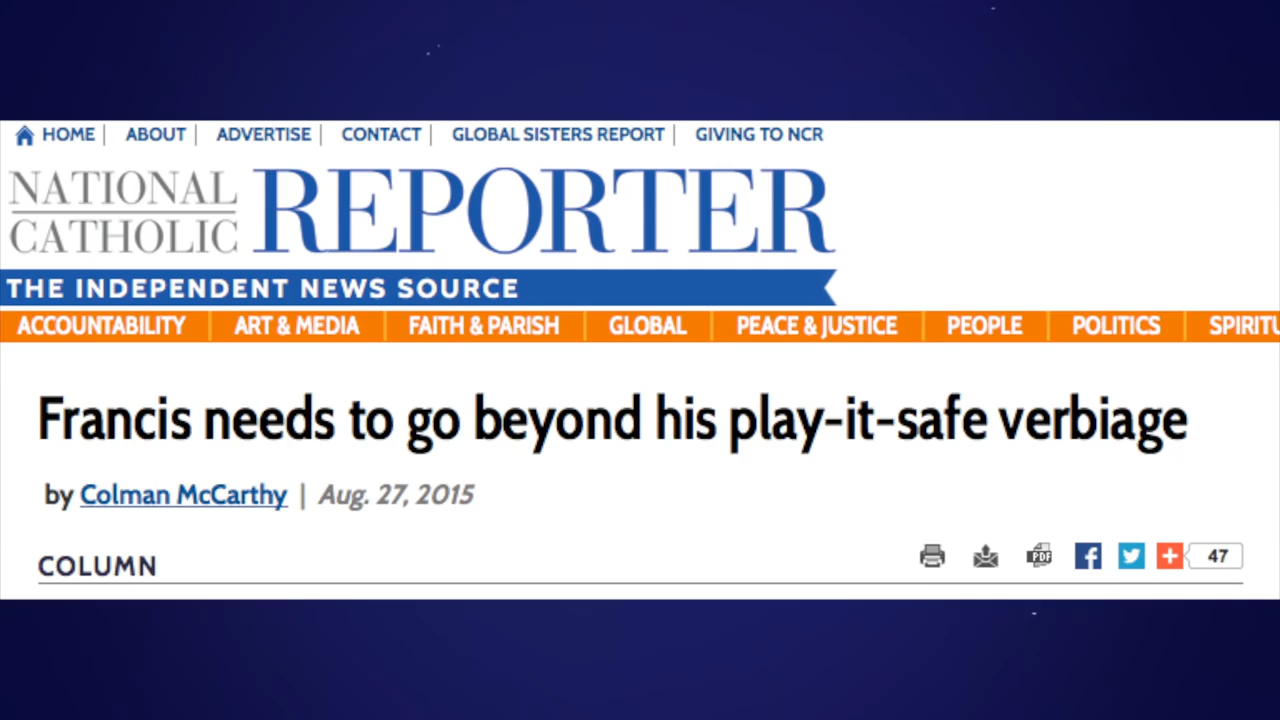 HOME | ABOUT | ADVERTISE | CONTACT | GLOBAL SISTERS REPORT | GIVING TO NCR
NATIONAL
CATHOLIC
REPORTER
THE INDEPENDENT NEWS SOURCE
ACCOUNTABILITY ART & MEDIA FAITH & PARISH GLOBAL PEACE & JUSTICE PEOPLE POLITICS SPIRITU
Francis needs to go beyond his play-it-safe verbiage
by Colman McCarthy | Aug. 27, 2015
COLUMN
PDF f + 47